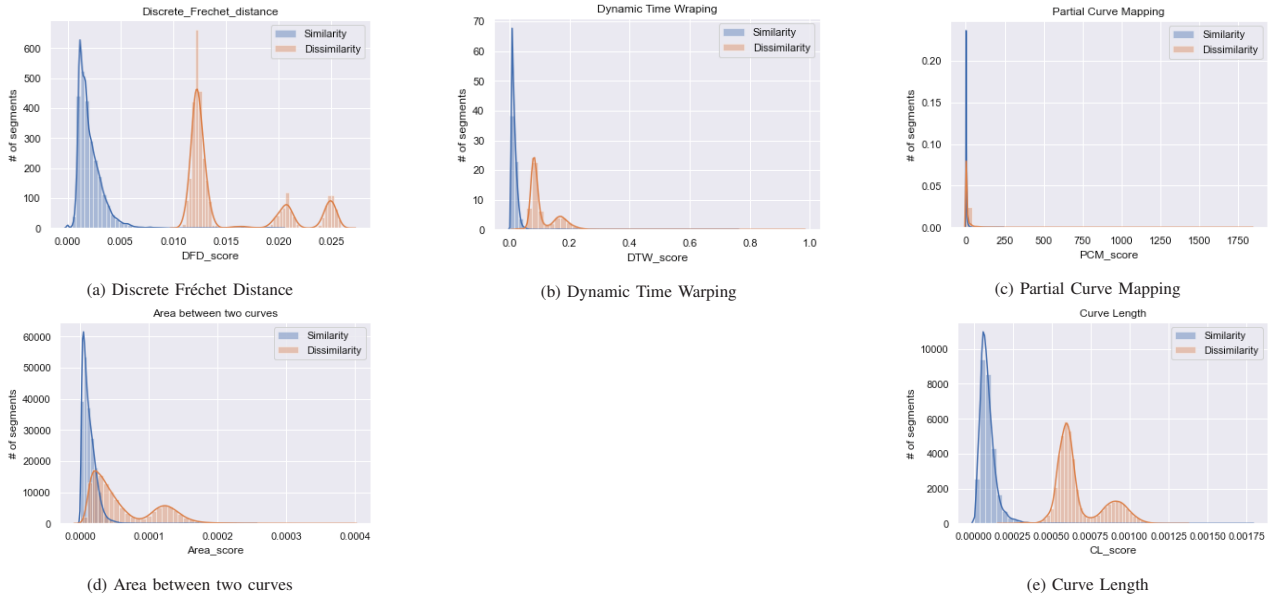 Discrete_Frechet_distance
Similarity
Dissimilarity
# of segments
600
500
400
300
200
100
0
0.000 0.005 0.010 0.015 0.020 0.025
DFD_score
(a) Discrete Fréchet Distance
Dynamic Time Wraping
Similarity
Dissimilarity
# of segments
70
60
50
40
30
20
10
0
0.0 0.2 0.4 0.6 0.8 1.0
DTW_score
(b) Dynamic Time Warping
Partial Curve Mapping
Similarity
Dissimilarity
# of segments
0.20
0.15
0.10
0.05
0.00
0 250 500 750 1000 1250 1500 1750
PCM_score
(c) Partial Curve Mapping
Area between two curves
Similarity
Dissimilarity
# of segments
60000
50000
40000
30000
20000
10000
0
0.0000 0.0001 0.0002 0.0003 0.0004
Area_score
(d) Area between two curves
Curve Length
Similarity
Dissimilarity
# of segments
10000
8000
6000
4000
2000
0
0.00000 0.00025 0.00050 0.00075 0.00100 0.00125 0.00150 0.00175
CL_score
(e) Curve Length